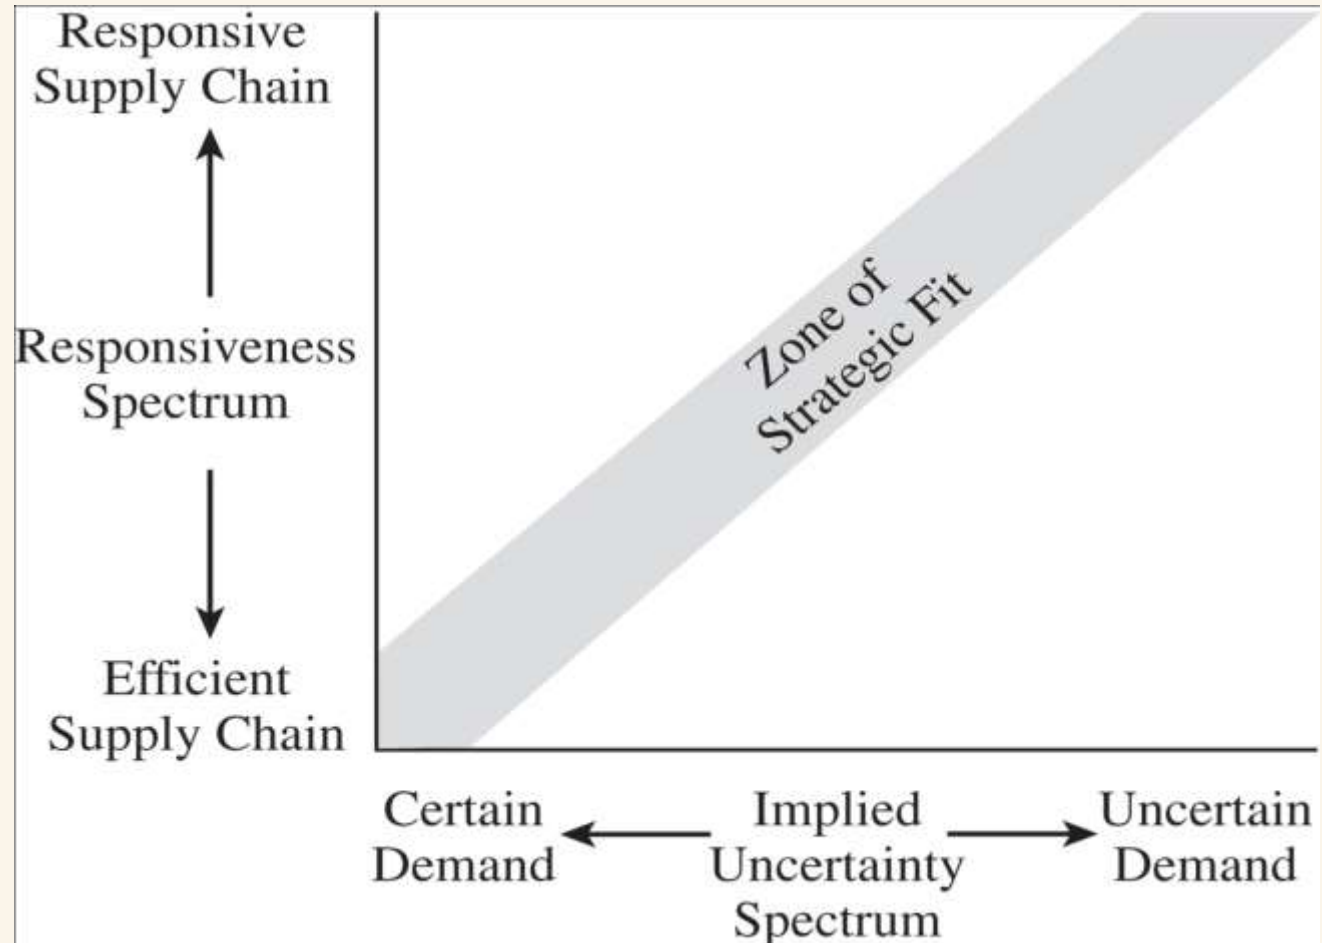 Responsive
Supply Chain
Responsiveness
Spectrum
Efficient
Supply Chain
Zone of
Strategic Fit
Certain
Demand
Implied
Uncertainty
Spectrum
Uncertain
Demand